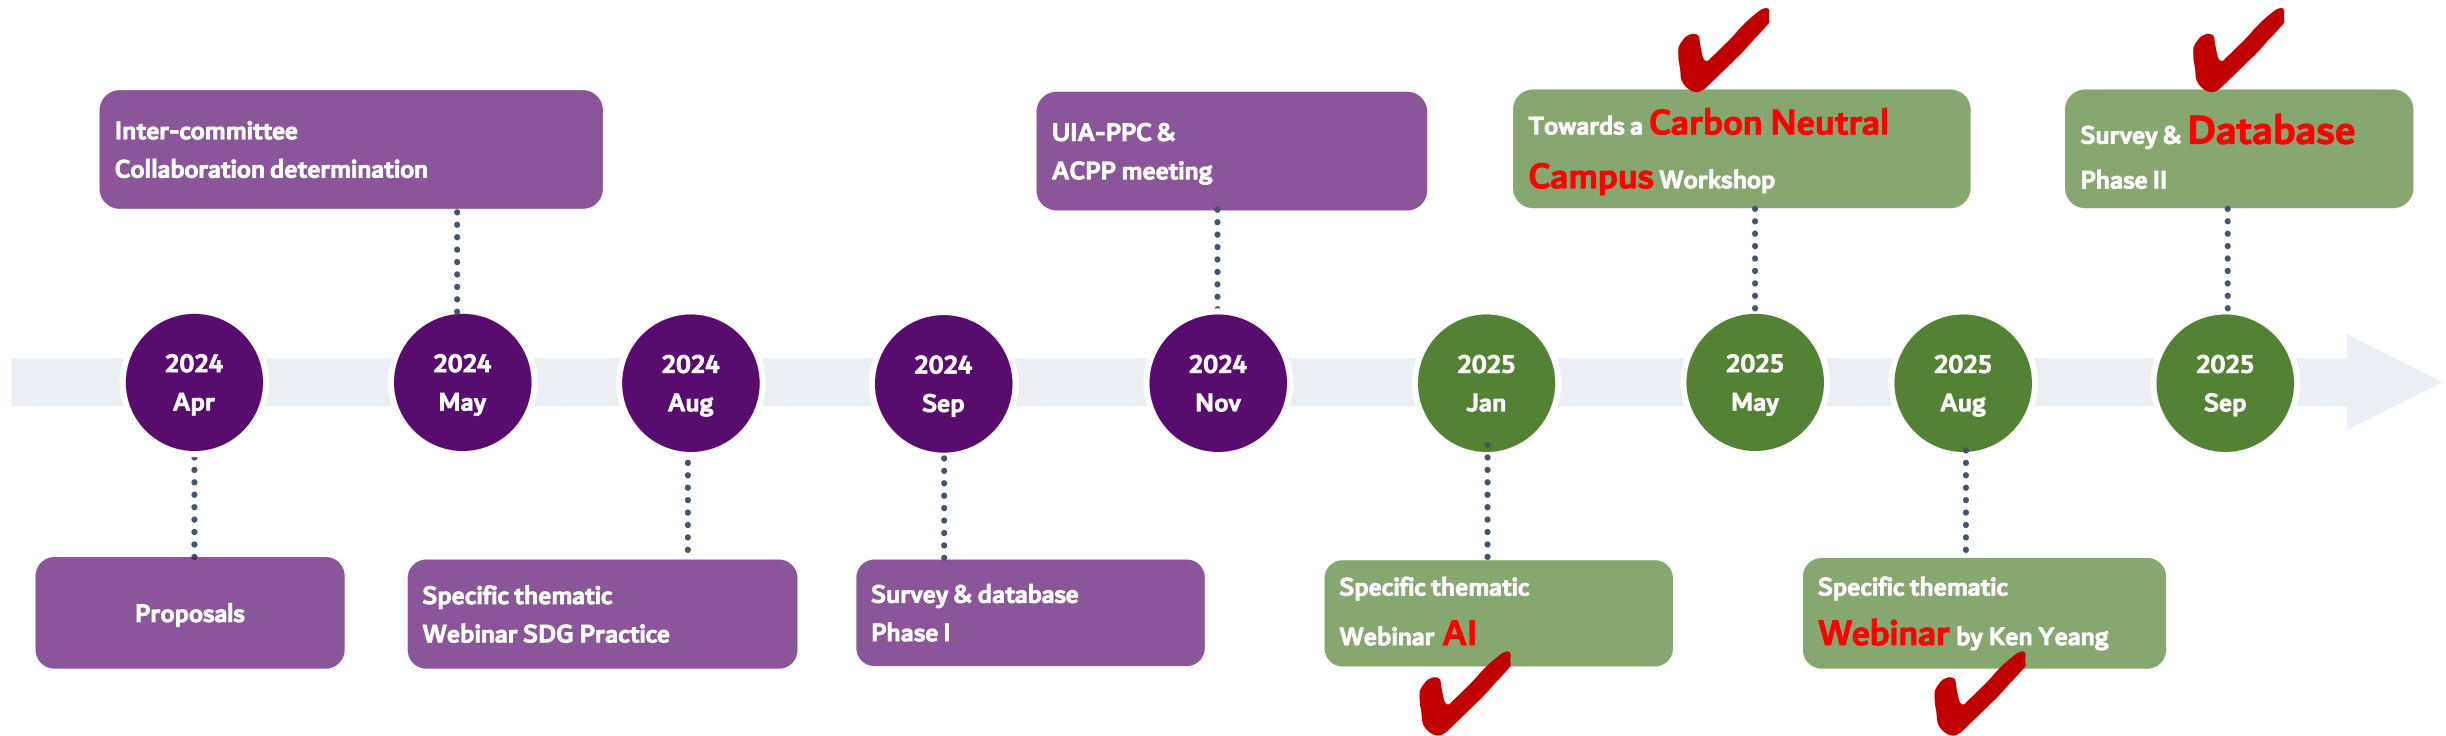 Inter-committee
Collaboration determination
UIA-PPC &
ACPP meeting
Towards a Carbon Neutral
Campus Workshop
Survey & Database
Phase II
2024
Apr
2024
May
2024
Aug
2024
Sep
2024
Nov
2025
Jan
2025
May
2025
Aug
2025
Sep
Proposals
Specific thematic
Webinar SDG Practice
Survey & database
Phase I
Specific thematic
Webinar AI
Specific thematic
Webinar by Ken Yeang